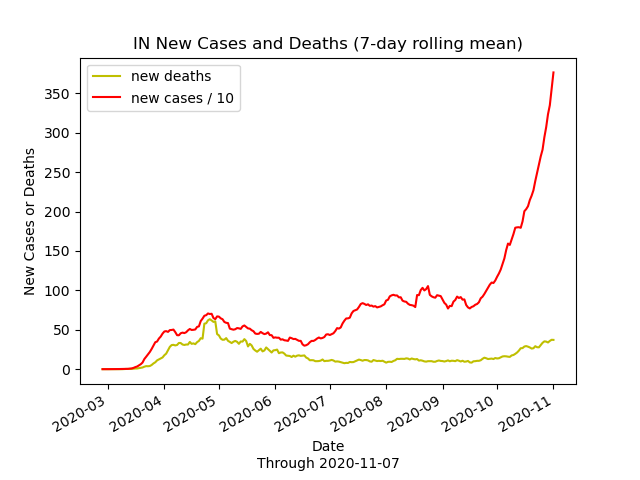 IN New Cases and Deaths (7-day rolling mean)
new deaths
new cases / 10
350
300
250
200
150
100
50
0
New Cases or Deaths
2020-03
2020-04
2020-05
2020-06
2020-07
2020-08
2020-09
2020-10
2020-11
Date
Through 2020-11-07